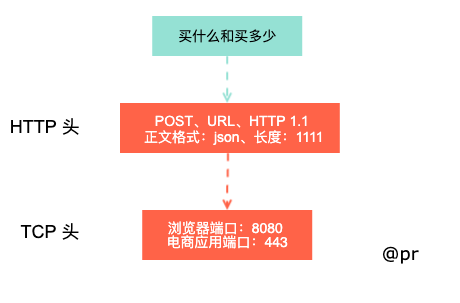 买什么和买多少
HTTP 头
POST、URL、HTTP 1.1
正文格式：json、长度：1111
TCP 头
浏览器端口：8080
电商应用端口：443
@pr